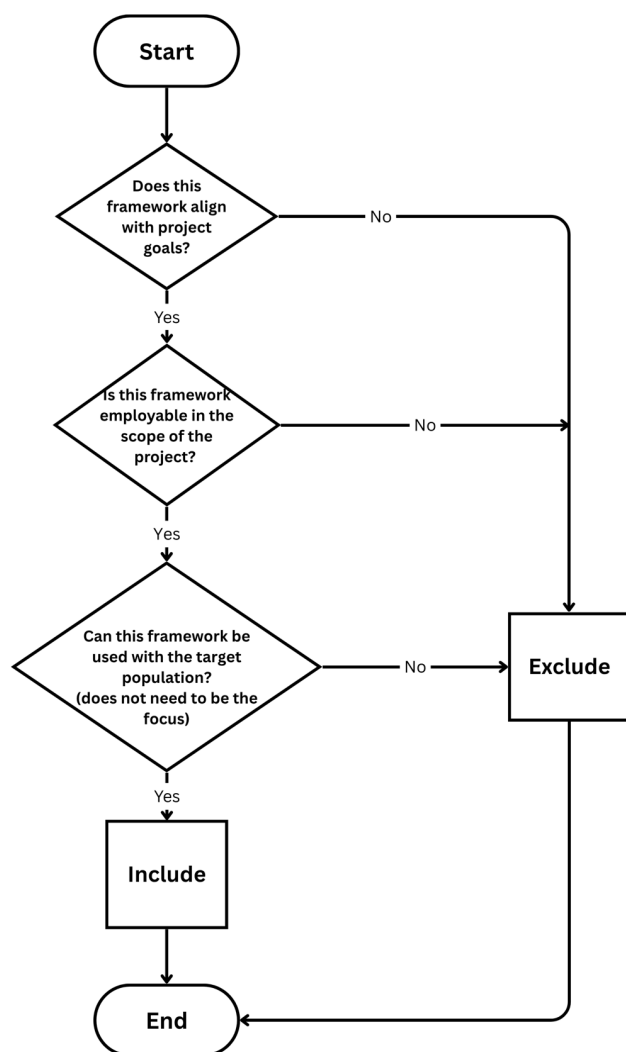 Start
Does this
framework align
with project
goals?
No
Yes
Is this framework
employable in the
scope of the
project?
No
Yes
Can this framework be
used with the target
population?
(does not need to be the
focus)
No
Exclude
Yes
Include
End